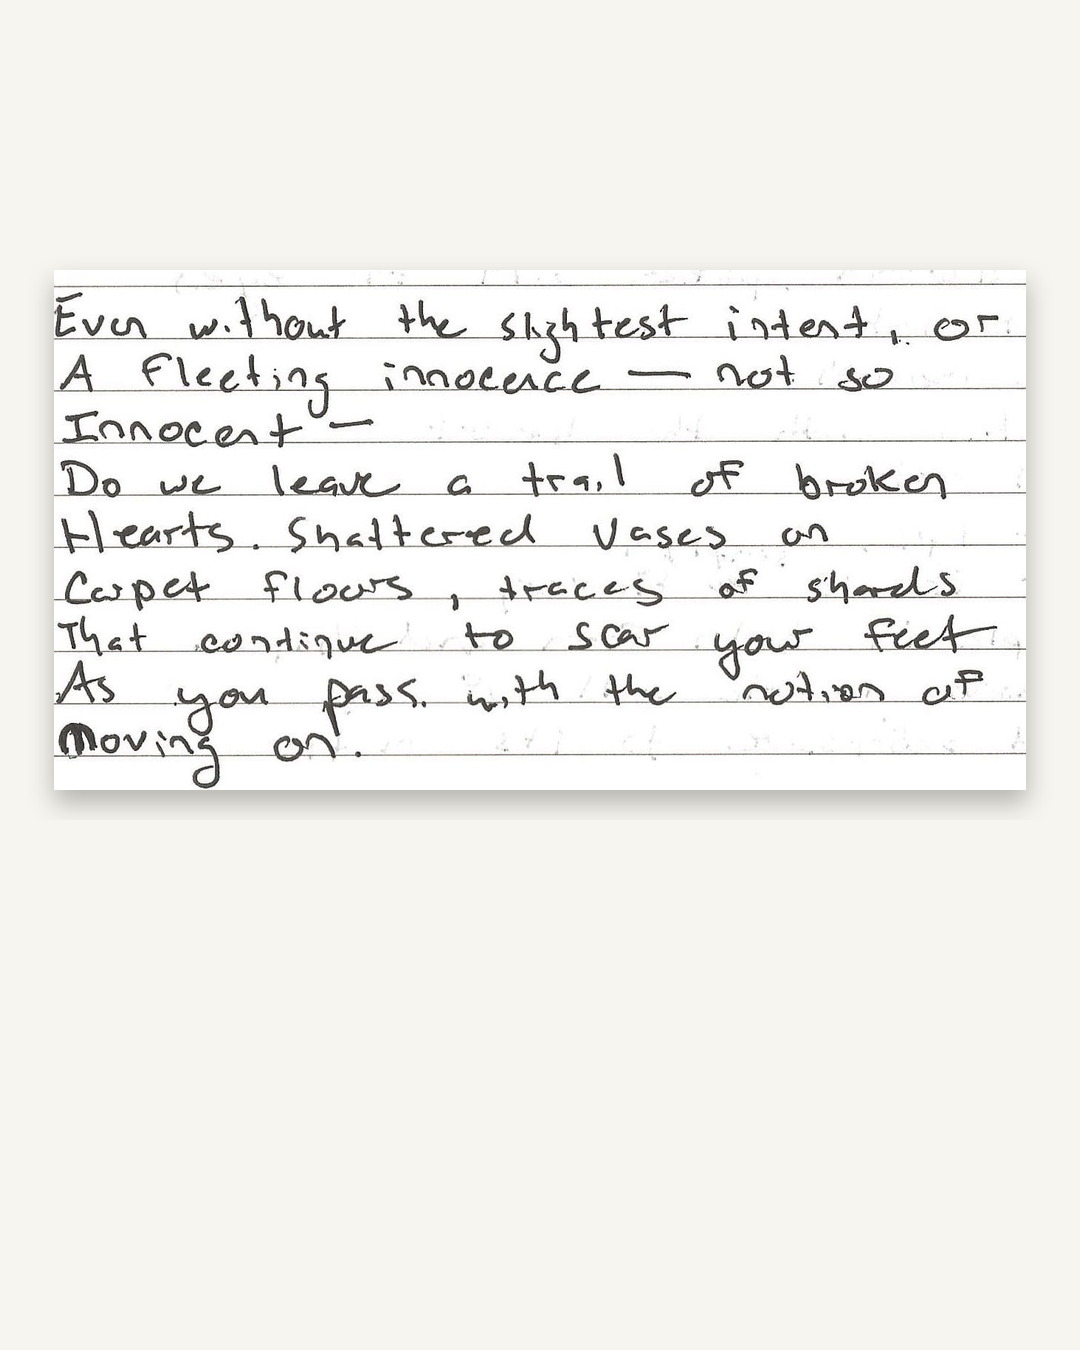 Even without the slightest intent, or
A fleeting innocence — not so
Innocent —
Do we leave a trail of broken
Hearts. Shattered Vases on
Carpet floors, traces of shards
That continue to scar your feet
As you pass. with the notion of
Moving on.